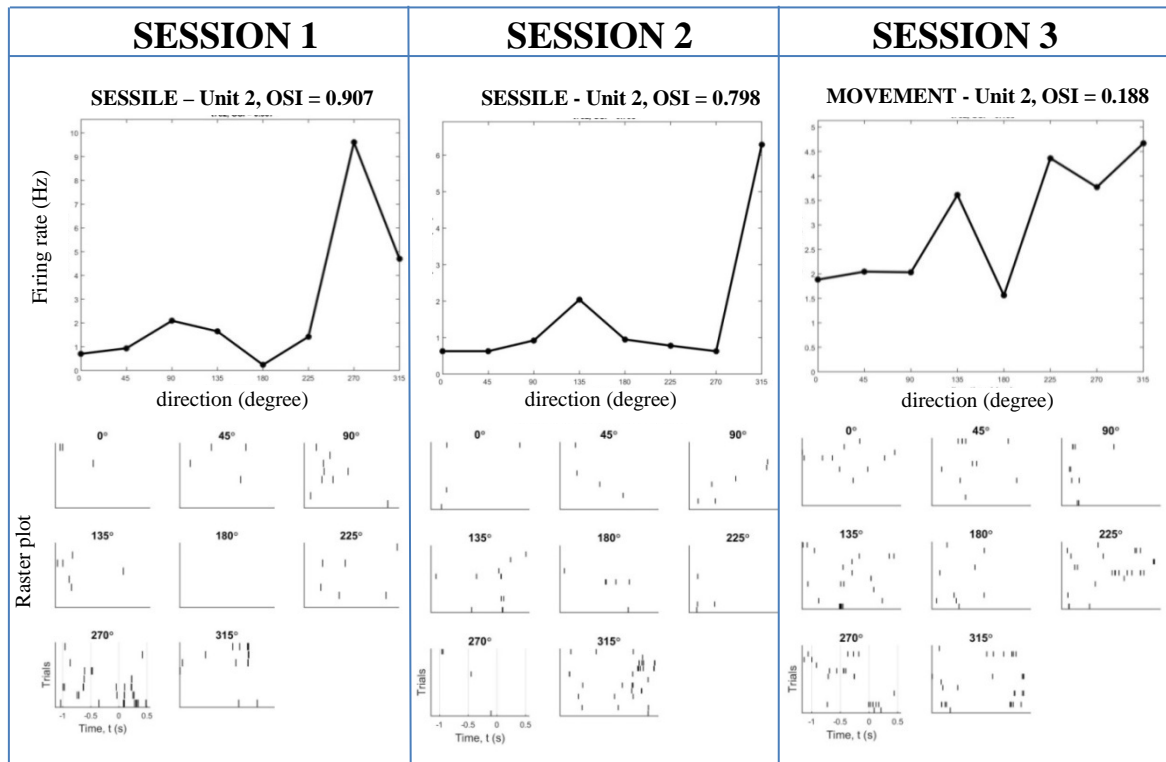 SESSION 1
SESSION 2
SESSION 3
SESSILE – Unit 2, OSI = 0.907
SESSILE - Unit 2, OSI = 0.798
MOVEMENT - Unit 2, OSI = 0.188
Firing rate (Hz)
10
9
8
7
6
5
4
3
2
1
0
0 45 90 135 180 225 270 315
direction (degree)
6
5
4
3
2
1
0
0 45 90 135 180 225 270 315
direction (degree)
5
4.5
4
3.5
3
2.5
2
1.5
1
0.5
0
0 45 90 135 180 225 270 315
direction (degree)
Raster plot
0° 45° 90°
135° 180° 225°
270° 315°
Trials
-1 -0.5 0 0.5
Time, t (s)
0° 45° 90°
135° 180° 225°
270° 315°
Trials
-1 -0.5 0 0.5
Time, t (s)
0° 45° 90°
135° 180° 225°
270° 315°
Trials
-1 -0.5 0 0.5
Time, t (s)